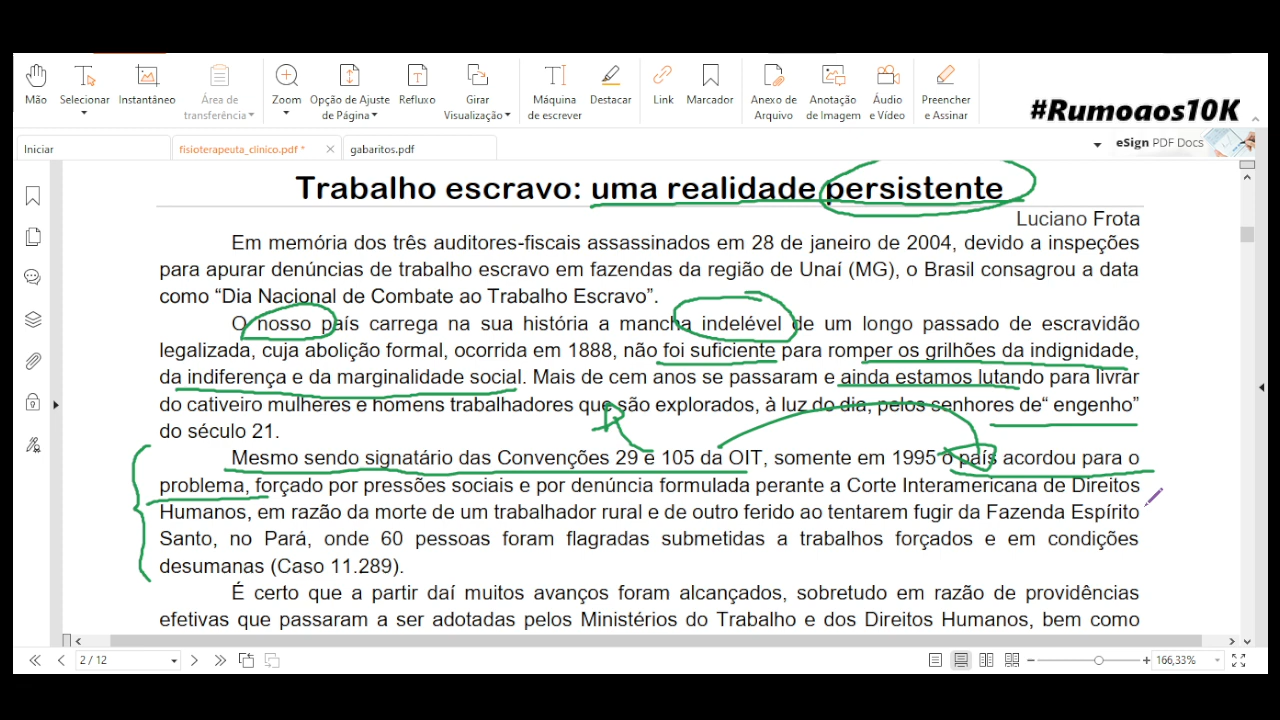 Mão
Selecionar
Instantâneo
Área de
transferência
Zoom
Opção de Ajuste
de Página
Refluxo
Girar
Visualização
Máquina
de escrever
Destacar
Link
Marcador
Anexo de
Arquivo
Anotação
de Imagem
Áudio
e Vídeo
Preencher
e Assinar
#Rumoaos10K
Iniciar
fisioterapeuta_clínico.pdf *
gabaritos.pdf
eSign PDF Docs
Trabalho escravo: uma realidade persistente
Luciano Frota
Em memória dos três auditores-fiscais assassinados em 28 de janeiro de 2004, devido a inspeções
para apurar denúncias de trabalho escravo em fazendas da região de Unaí (MG), o Brasil consagrou a data
como “Dia Nacional de Combate ao Trabalho Escravo”.
O nosso país carrega na sua história a mancha indelével de um longo passado de escravidão
legalizada, cuja abolição formal, ocorrida em 1888, não foi suficiente para romper os grilhões da indignidade,
da indiferença e da marginalidade social. Mais de cem anos se passaram e ainda estamos lutando para livrar
do cativeiro mulheres e homens trabalhadores que são explorados, à luz do dia, pelos senhores de“ engenho”
do século 21.
Mesmo sendo signatário das Convenções 29 e 105 da OIT, somente em 1995 o país acordou para o
problema, forçado por pressões sociais e por denúncia formulada perante a Corte Interamericana de Direitos
Humanos, em razão da morte de um trabalhador rural e de outro ferido ao tentarem fugir da Fazenda Espírito
Santo, no Pará, onde 60 pessoas foram flagradas submetidas a trabalhos forçados e em condições
desumanas (Caso 11.289).
É certo que a partir daí muitos avanços foram alcançados, sobretudo em razão de providências
efetivas que passaram a ser adotadas pelos Ministérios do Trabalho e dos Direitos Humanos, bem como
2 / 12
166,33%